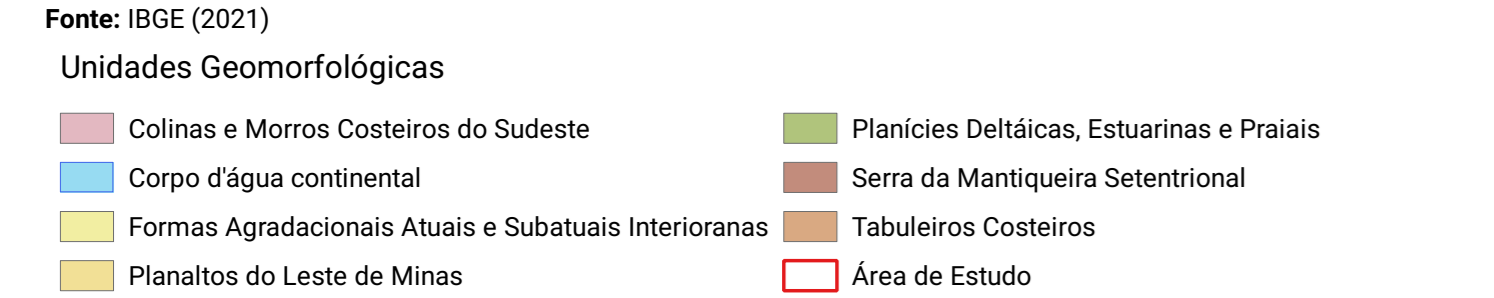 Fonte: IBGE (2021)
Unidades Geomorfológicas
Colinas e Morros Costeiros do Sudeste
Corpo d'água continental
Formas Agradacionais Atuais e Subatuais Interioranas
Planaltos do Leste de Minas
Planícies Deltáicas, Estuarinas e Praiais
Serra da Mantiqueira Setentrional
Tabuleiros Costeiros
Área de Estudo